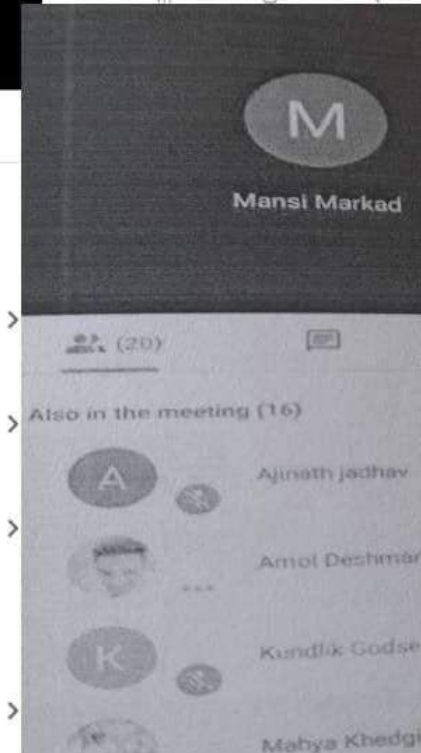 M
Mansi Markad
(20)
Also in the meeting (16)
A
Ajinath jadhav
Amol Deshmar
K
Kundlik Godse
Mahya Khedgi